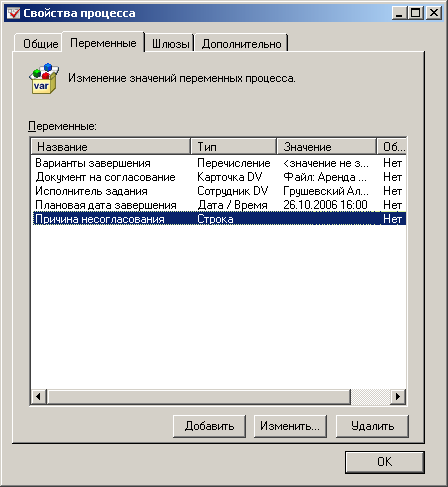 Свойства процесса
Общие Переменные Шлюзы Дополнительно
var
Изменение значений переменных процесса.
Переменные:
Название Тип Значение Об...
Варианты завершения Перечисление <значение не з... Нет
Документ на согласование Карточка DV Файл: Аренда ... Нет
Исполнитель задания Сотрудник DV Грушевский Ал... Нет
Плановая дата завершения Дата / Время 26.10.2006 16:00 Нет
Причина несогласования Строка Нет
Добавить Изменить... Удалить
OK